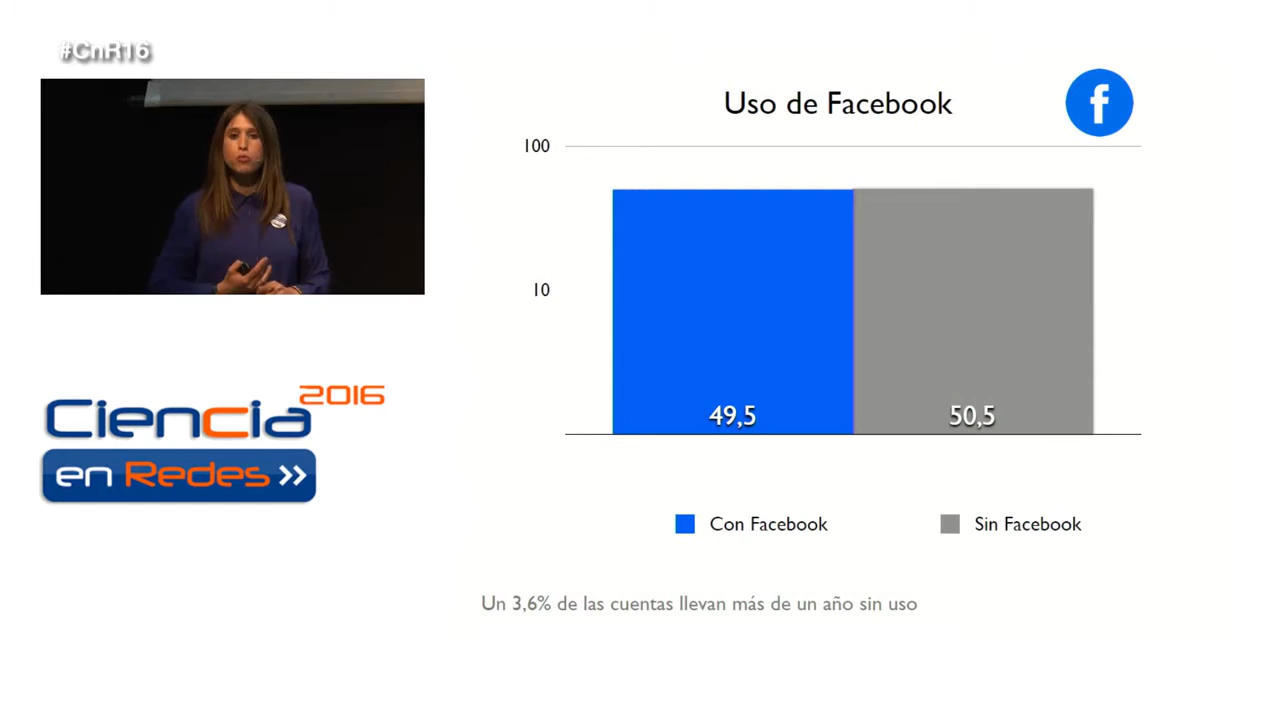 #CnR16
Uso de Facebook
f
100
10
49,5
50,5
Con Facebook
Sin Facebook
Un 3,6% de las cuentas llevan más de un año sin uso
Ciencia 2016
en Redes >>